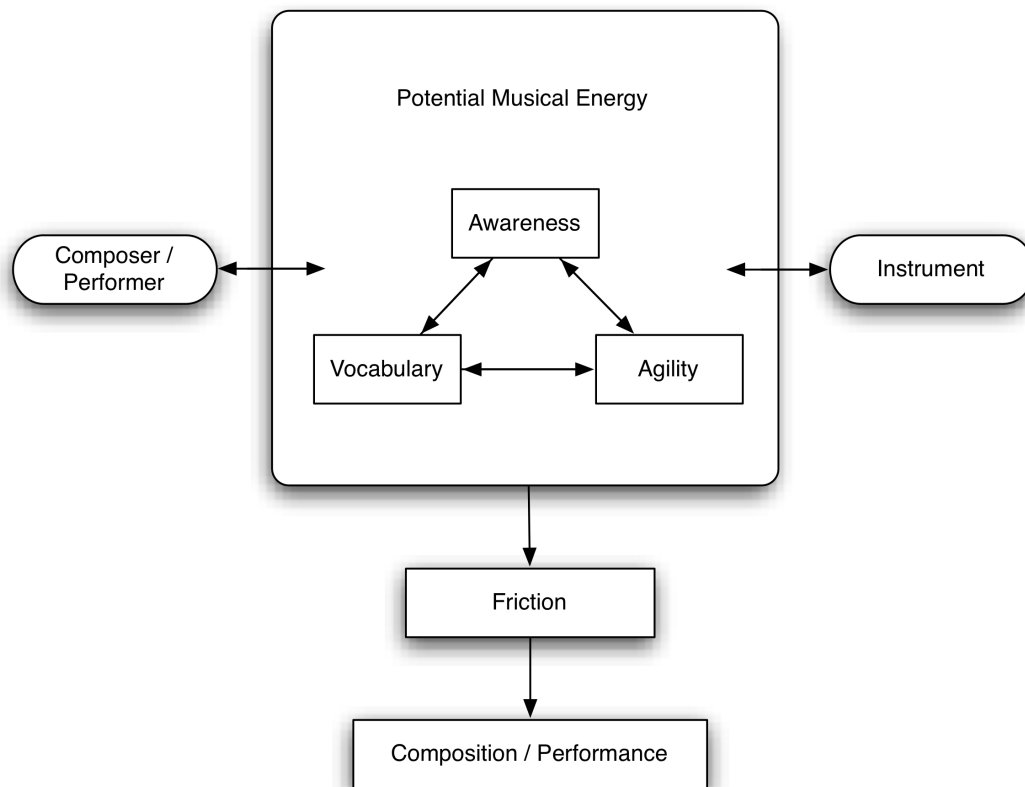 Potential Musical Energy
Awareness
Composer /
Performer
Instrument
Vocabulary
Agility
Friction
Composition / Performance